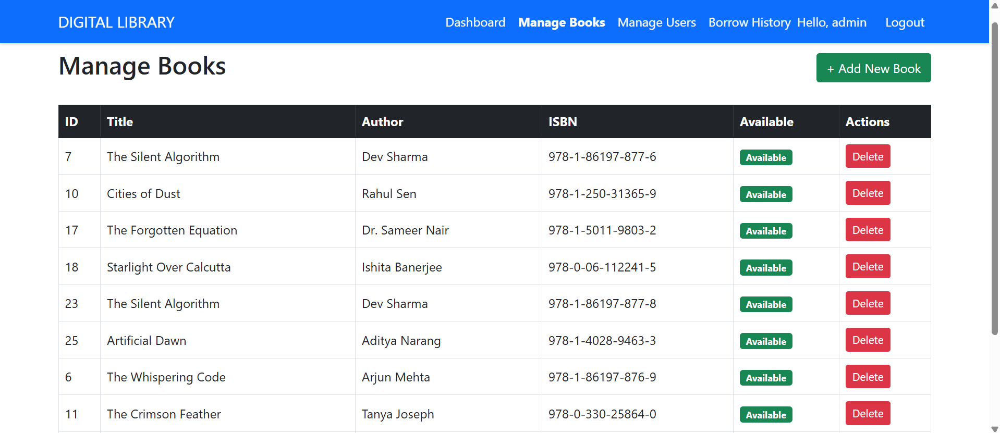 DIGITAL LIBRARY Dashboard Manage Books Manage Users Borrow History Hello, admin Logout
Manage Books + Add New Book
ID Title Author ISBN Available Actions
7 The Silent Algorithm Dev Sharma 978-1-86197-877-6 Available Delete
10 Cities of Dust Rahul Sen 978-1-250-31365-9 Available Delete
17 The Forgotten Equation Dr. Sameer Nair 978-1-5011-9803-2 Available Delete
18 Starlight Over Calcutta Ishita Banerjee 978-0-06-112241-5 Available Delete
23 The Silent Algorithm Dev Sharma 978-1-86197-877-8 Available Delete
25 Artificial Dawn Aditya Narang 978-1-4028-9463-3 Available Delete
6 The Whispering Code Arjun Mehta 978-1-86197-876-9 Available Delete
11 The Crimson Feather Tanya Joseph 978-0-330-25864-0 Available Delete